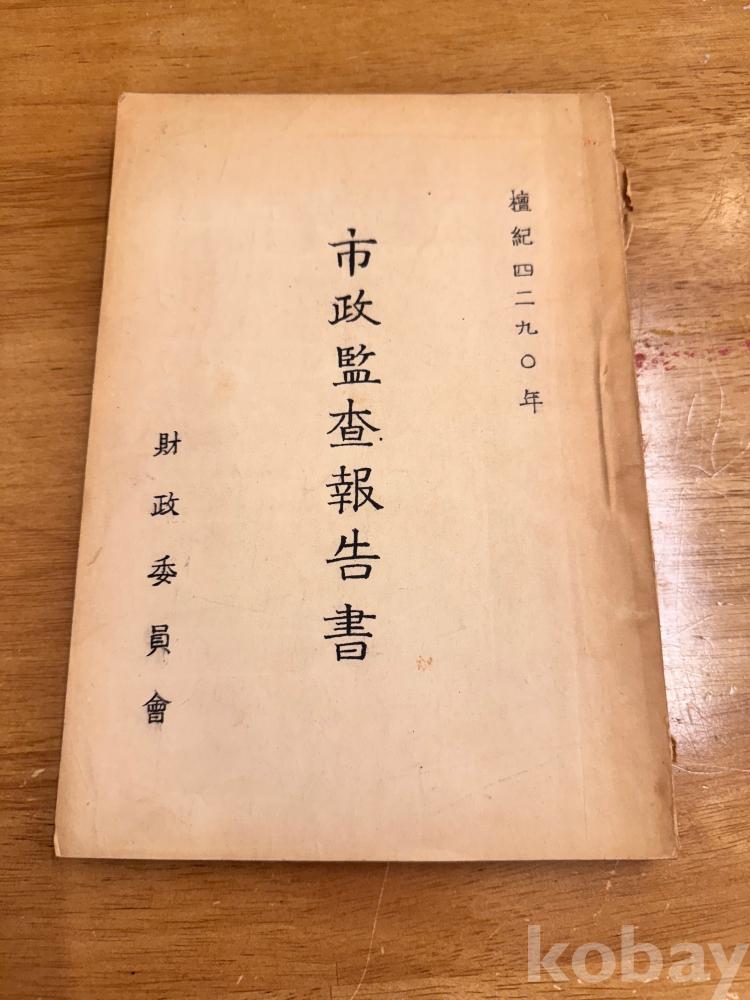 檀紀四二九〇年
市政監査報告書
財政委員會
kobay